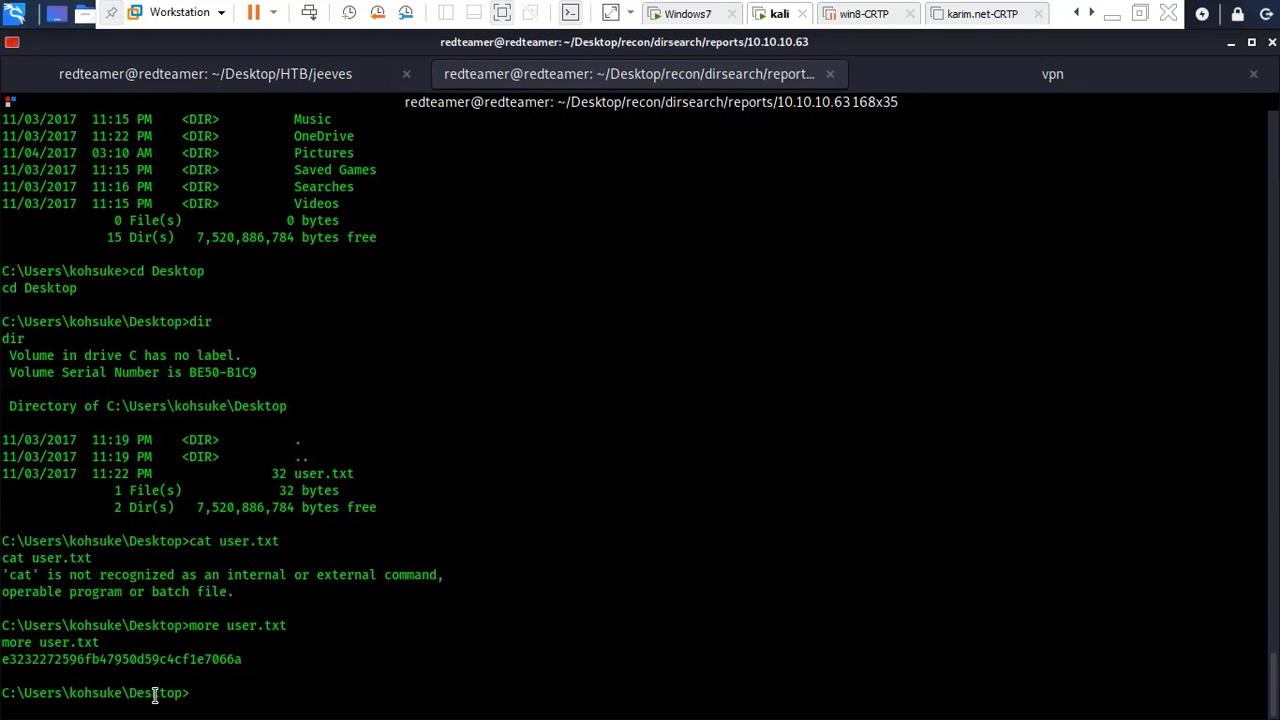 Workstation
Windows7
kali
win8-CRTP
karim.net-CRTP
redteamer@redteamer: ~/Desktop/recon/dirsearch/reports/10.10.10.63
redteamer@redteamer: ~/Desktop/HTB/jeeves
redteamer@redteamer: ~/Desktop/recon/dirsearch/report...
vpn
redteamer@redteamer: ~/Desktop/recon/dirsearch/reports/10.10.10.63 168x35
11/03/2017  11:15 PM    <DIR>          Music
11/03/2017  11:22 PM    <DIR>          OneDrive
11/04/2017  03:10 AM    <DIR>          Pictures
11/03/2017  11:15 PM    <DIR>          Saved Games
11/03/2017  11:16 PM    <DIR>          Searches
11/03/2017  11:15 PM    <DIR>          Videos
               0 File(s)              0 bytes
              15 Dir(s)   7,520,886,784 bytes free
C:\Users\kohsuke>cd Desktop
cd Desktop
C:\Users\kohsuke\Desktop>dir
dir
 Volume in drive C has no label.
 Volume Serial Number is BE50-B1C9
 Directory of C:\Users\kohsuke\Desktop
11/03/2017  11:19 PM    <DIR>          .
11/03/2017  11:19 PM    <DIR>          ..
11/03/2017  11:22 PM                32 user.txt
               1 File(s)             32 bytes
               2 Dir(s)   7,520,886,784 bytes free
C:\Users\kohsuke\Desktop>cat user.txt
cat user.txt
'cat' is not recognized as an internal or external command,
operable program or batch file.
C:\Users\kohsuke\Desktop>more user.txt
more user.txt
e3232272596fb47950d59c4cf1e7066a
C:\Users\kohsuke\Desktop>